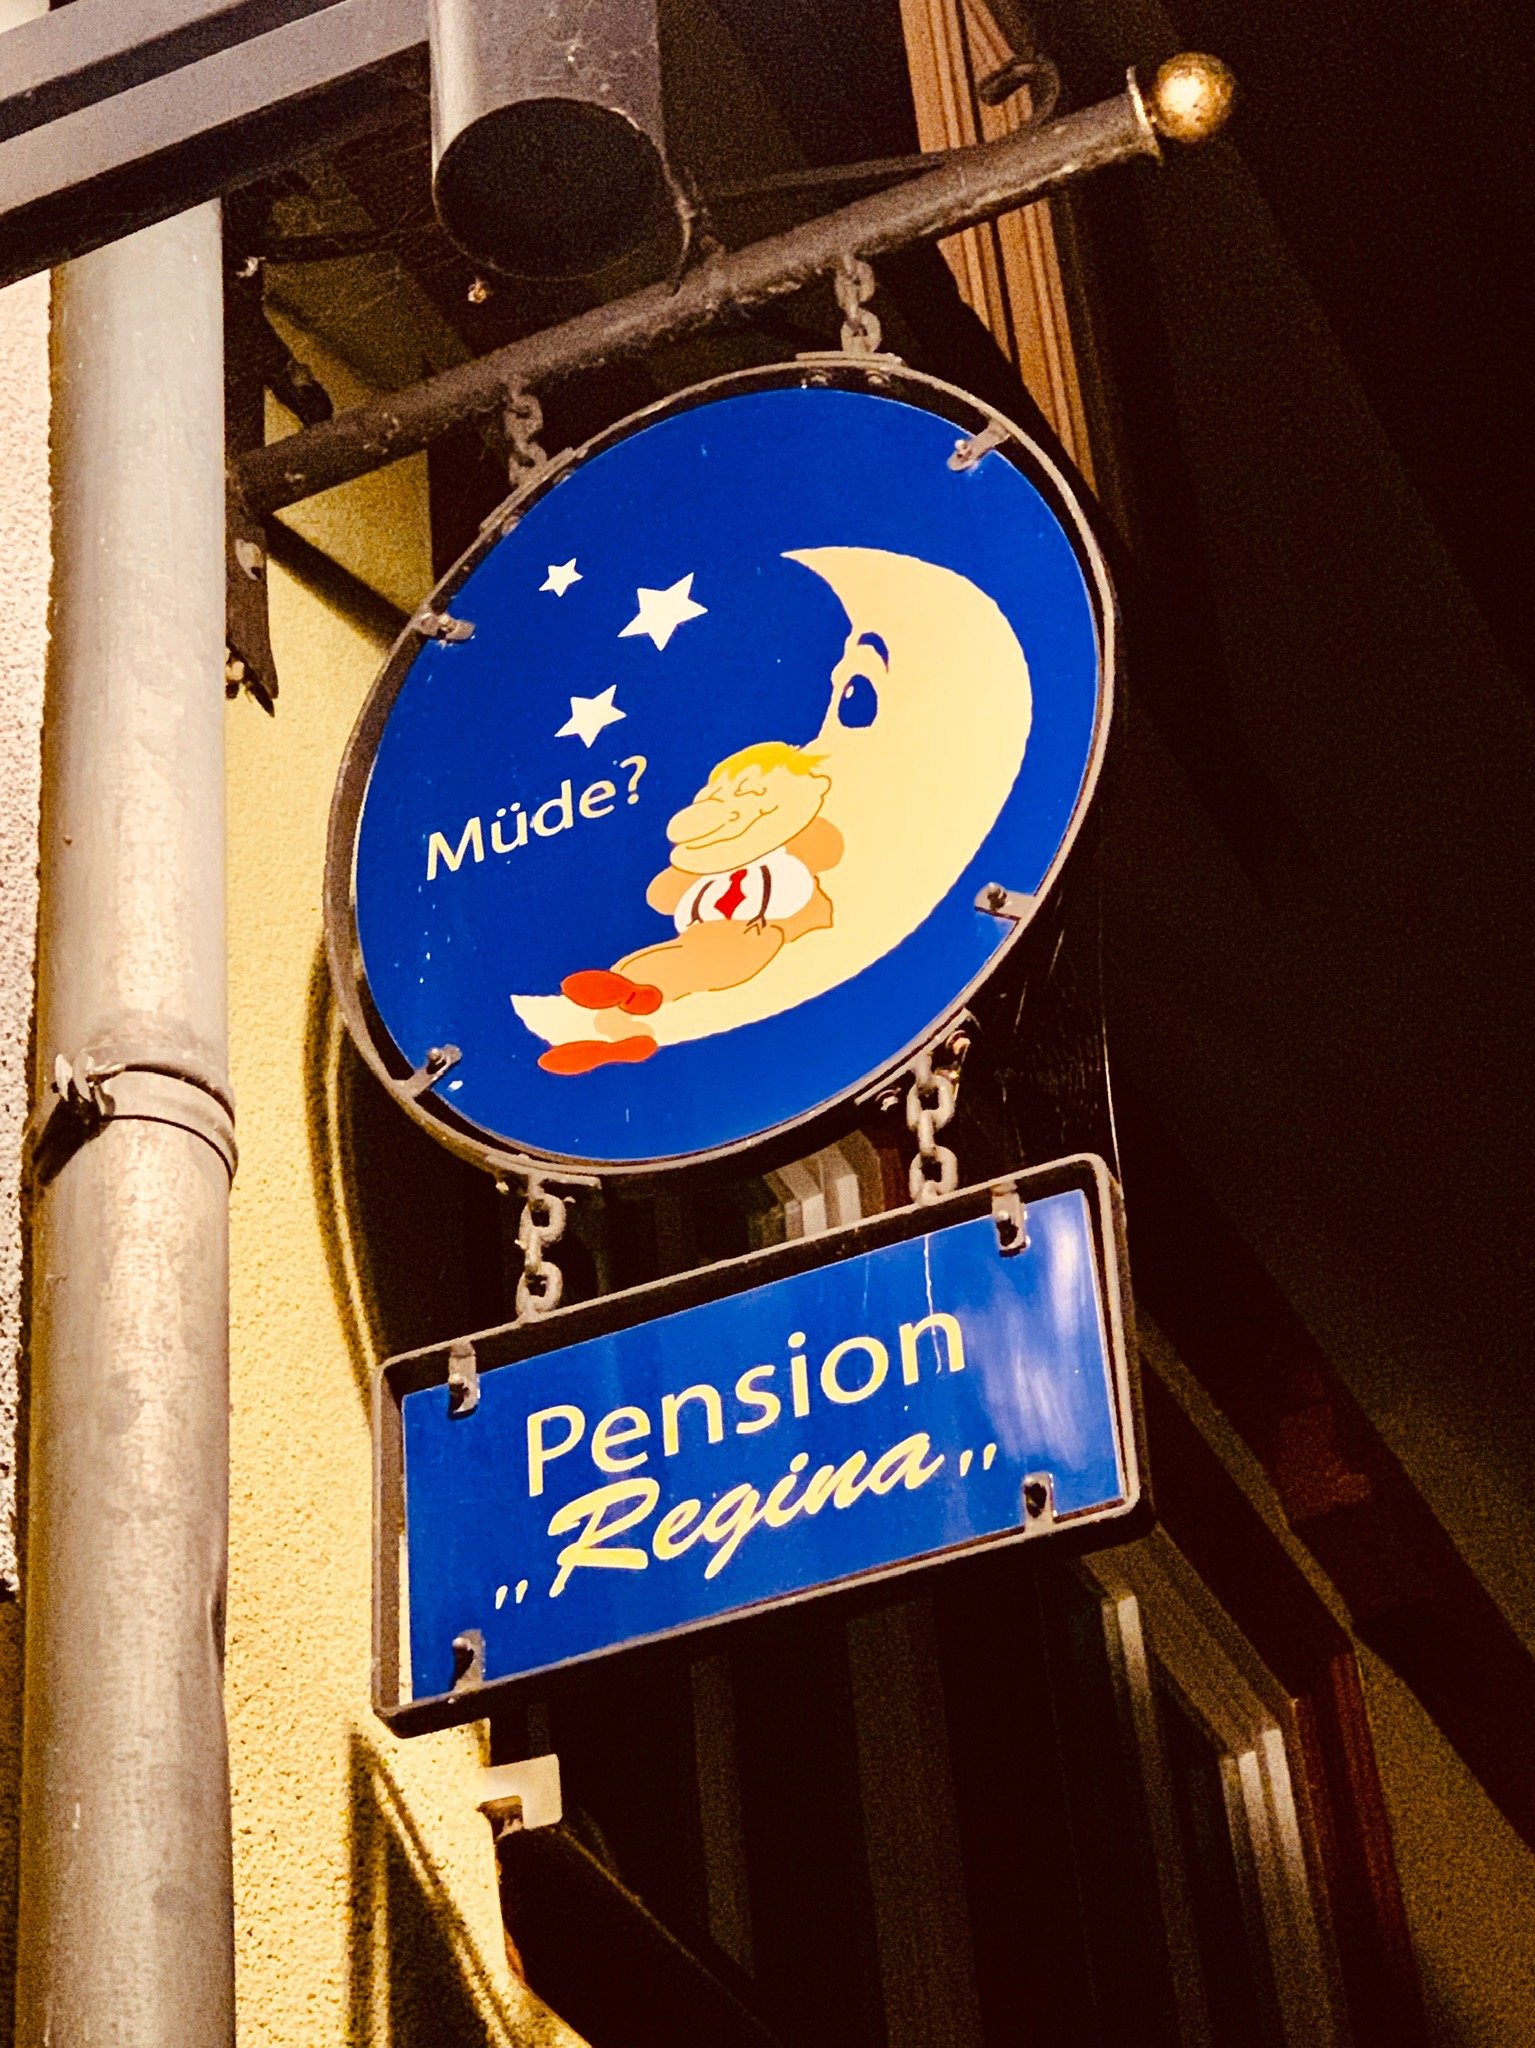 Müde?
Pension
„Regina„